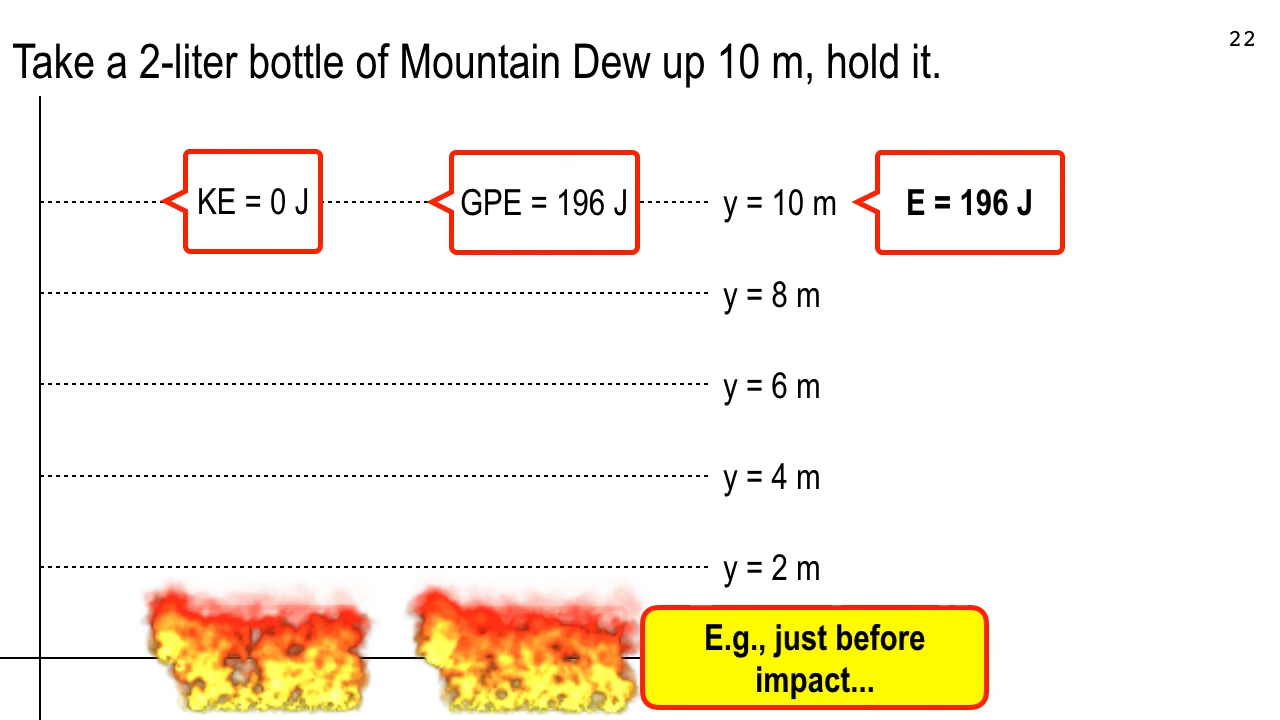 22
Take a 2-liter bottle of Mountain Dew up 10 m, hold it.
KE = 0 J
GPE = 196 J
y = 10 m
E = 196 J
y = 8 m
y = 6 m
y = 4 m
y = 2 m
E.g., just before
impact...